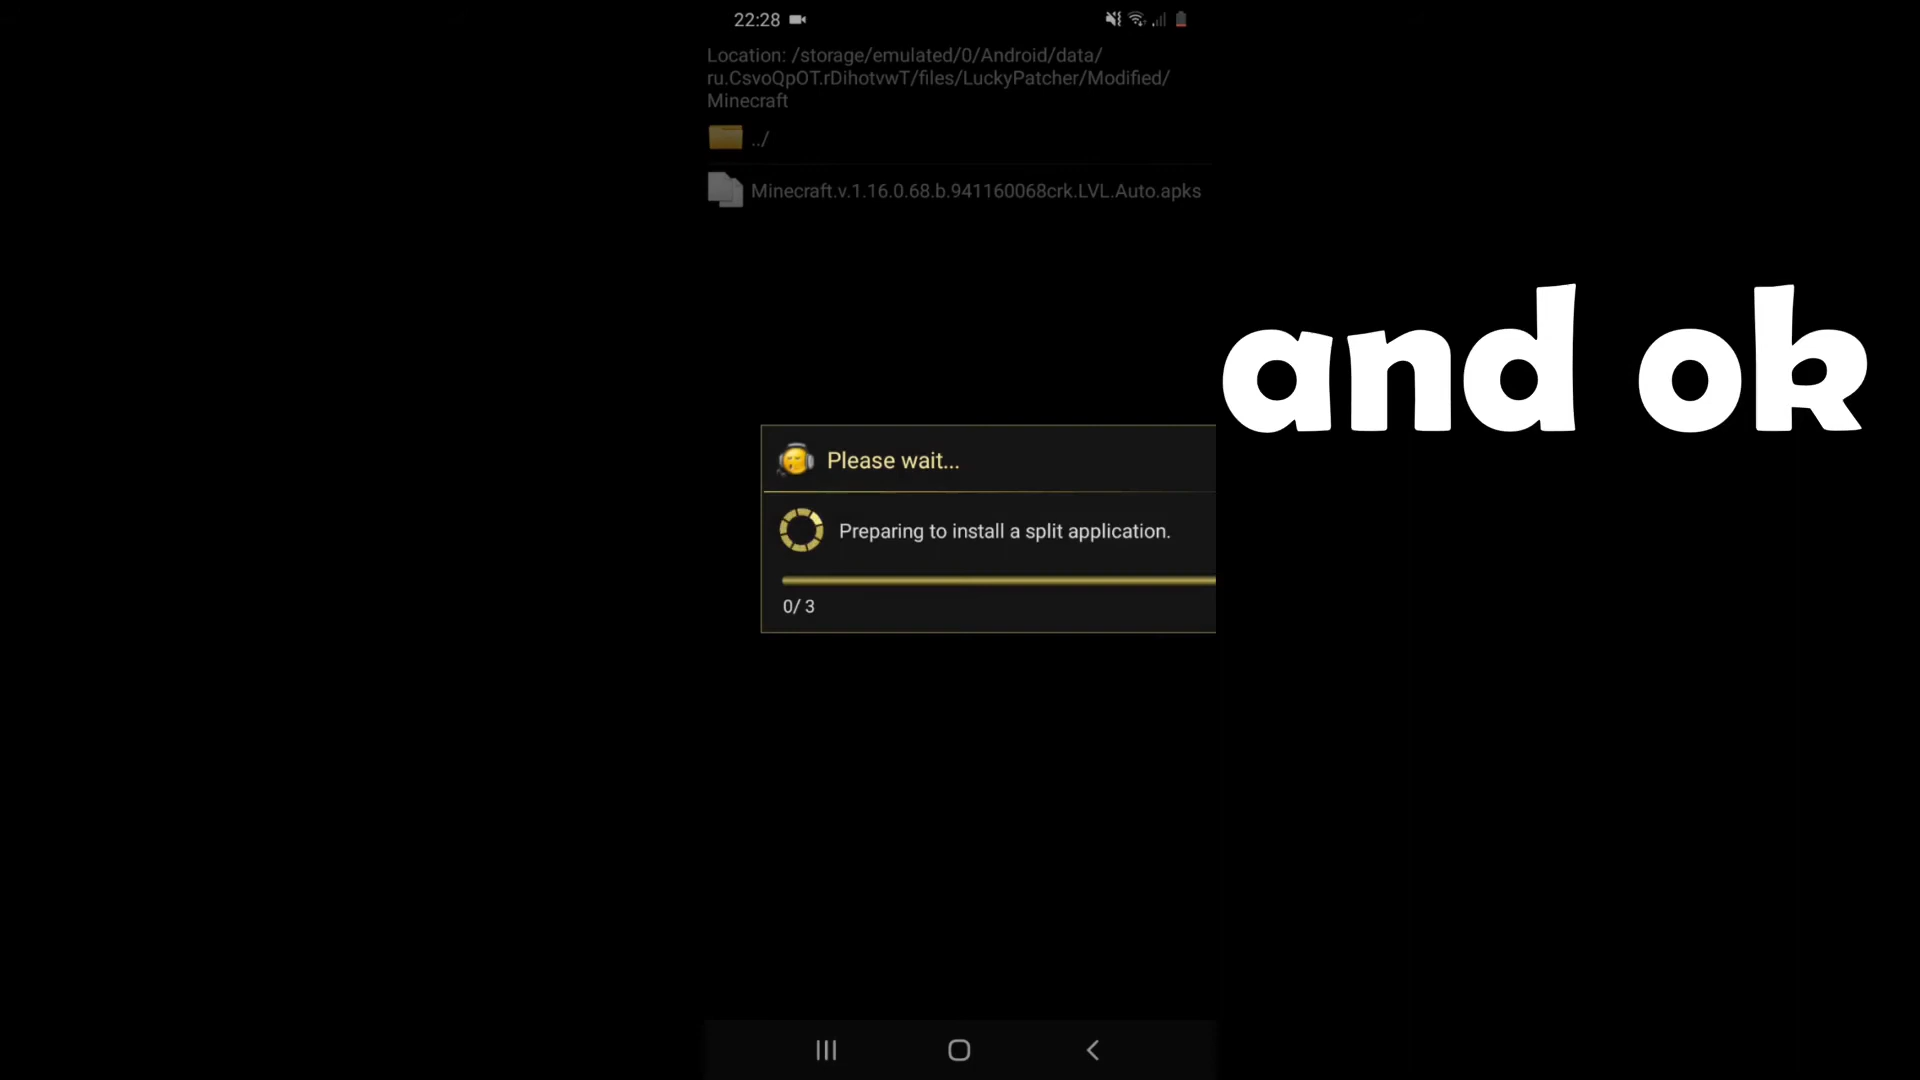 22:28
Location: /storage/emulated/0/Android/data/
ru.CsvoQpOT.rDihotvwT/files/LuckyPatcher/Modified/
Minecraft
../
Minecraft.v.1.16.0.68.b.941160068crk.LVL.Auto.apks
and ok
Please wait...
Preparing to install a split application.
0/ 3